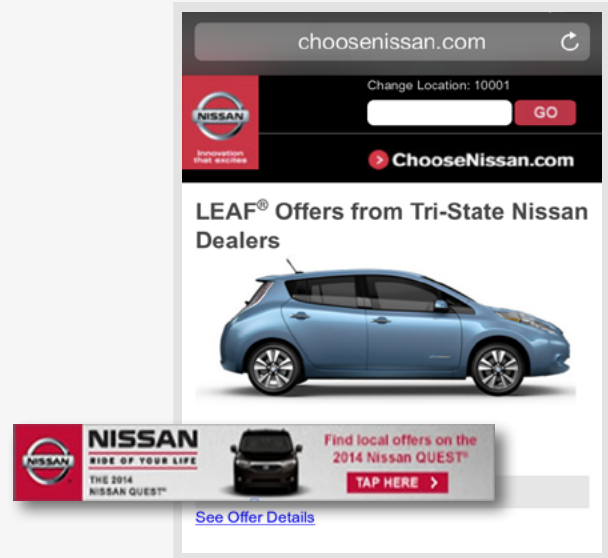 choosenissan.com
Change Location: 10001
GO
NISSAN
Innovation
that excites
ChooseNissan.com
LEAF® Offers from Tri-State Nissan
Dealers
NISSAN
NISSAN
RIDE OF YOUR LIFE
THE 2014
NISSAN QUEST®
Find local offers on the
2014 Nissan QUEST®
TAP HERE >
See Offer Details